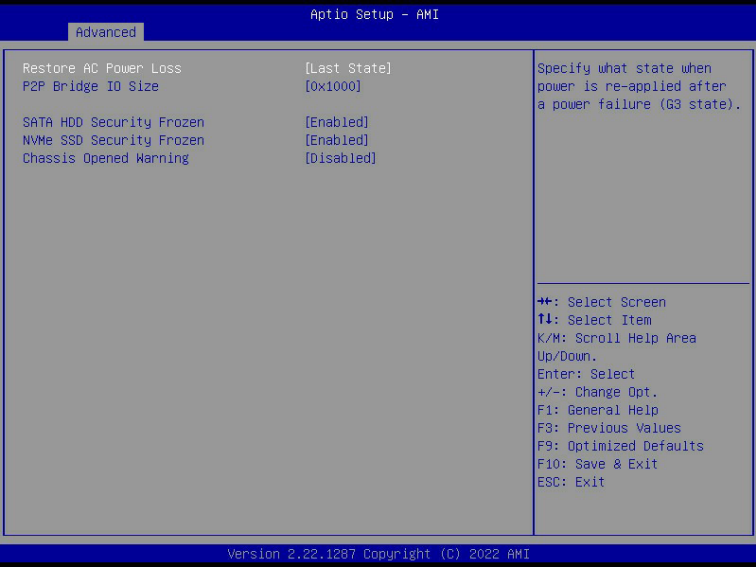 Aptio Setup – AMI
Advanced
Restore AC Power Loss [Last State]
P2P Bridge IO Size [0x1000]
SATA HDD Security Frozen [Enabled]
NVMe SSD Security Frozen [Enabled]
Chassis Opened Warning [Disabled]
Specify what state when
power is re-applied after
a power failure (G3 state).
→←: Select Screen
↑↓: Select Item
K/M: Scroll Help Area
Up/Down.
Enter: Select
+/-: Change Opt.
F1: General Help
F3: Previous Values
F9: Optimized Defaults
F10: Save & Exit
ESC: Exit
Version 2.22.1287 Copyright (C) 2022 AMI